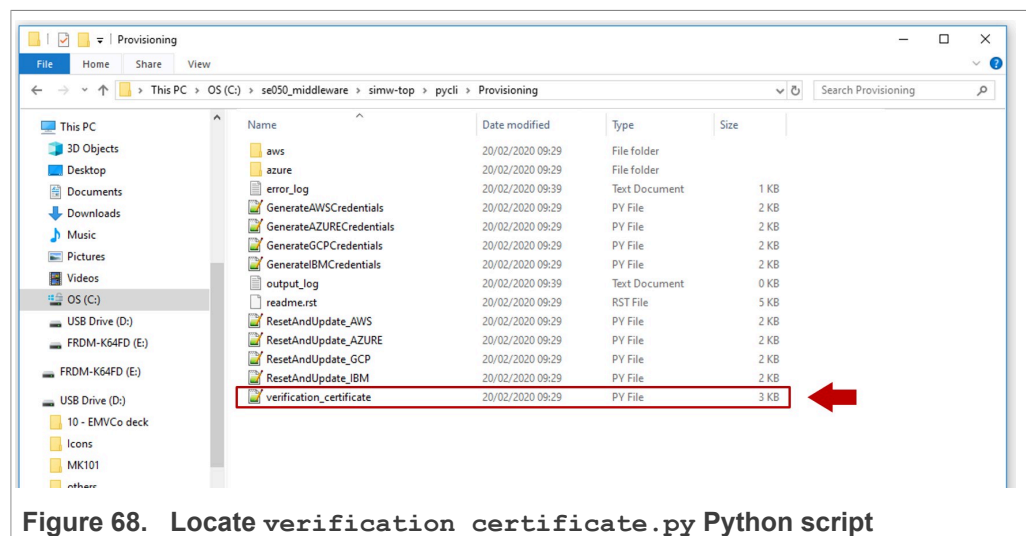 Provisioning
File Home Share View
This PC > OS (C:) > se050_middleware > simw-top > pycli > Provisioning
Search Provisioning
Name Date modified Type Size
This PC
3D Objects
Desktop
Documents
Downloads
Music
Pictures
Videos
OS (C:)
USB Drive (D:)
FRDM-K64FD (E:)
FRDM-K64FD (E:)
USB Drive (D:)
10 - EMVCo deck
Icons
MK101
others
aws 20/02/2020 09:29 File folder
azure 20/02/2020 09:29 File folder
error_log 20/02/2020 09:39 Text Document 1 KB
GenerateAWSCredentials 20/02/2020 09:29 PY File 2 KB
GenerateAZURECredentials 20/02/2020 09:29 PY File 2 KB
GenerateGCPCredentials 20/02/2020 09:29 PY File 2 KB
GenerateIBMCredentials 20/02/2020 09:29 PY File 2 KB
output_log 20/02/2020 09:39 Text Document 0 KB
readme.rst 20/02/2020 09:29 RST File 5 KB
ResetAndUpdate_AWS 20/02/2020 09:29 PY File 2 KB
ResetAndUpdate_AZURE 20/02/2020 09:29 PY File 2 KB
ResetAndUpdate_GCP 20/02/2020 09:29 PY File 2 KB
ResetAndUpdate_IBM 20/02/2020 09:29 PY File 2 KB
verification_certificate 20/02/2020 09:29 PY File 3 KB
Figure 68. Locate verification certificate.py Python script